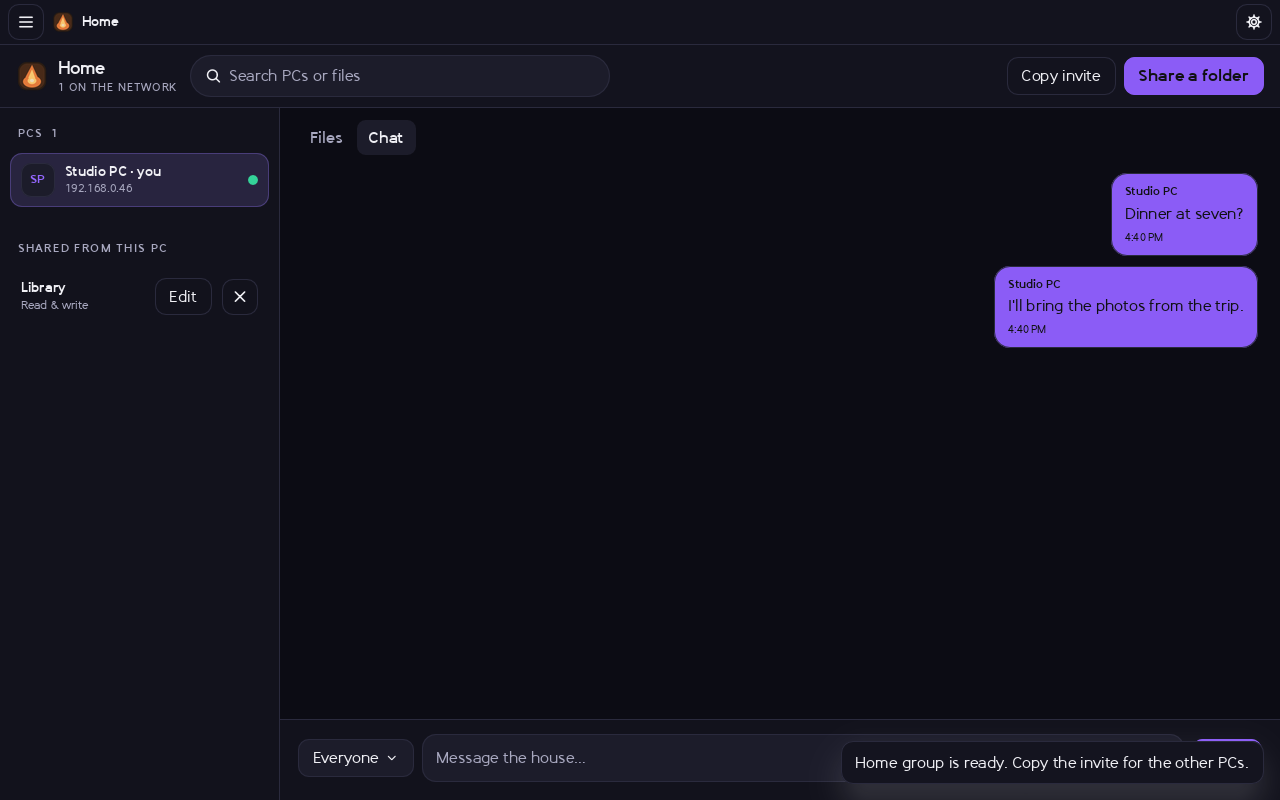 Home
Home
1 ON THE NETWORK
Search PCs or files
Copy invite
Share a folder
PCS 1
SP
Studio PC · you
192.168.0.46
SHARED FROM THIS PC
Library
Read & write
Edit
Files
Chat
Studio PC
Dinner at seven?
4:40 PM
Studio PC
I'll bring the photos from the trip.
4:40 PM
Everyone
Message the house...
Home group is ready. Copy the invite for the other PCs.